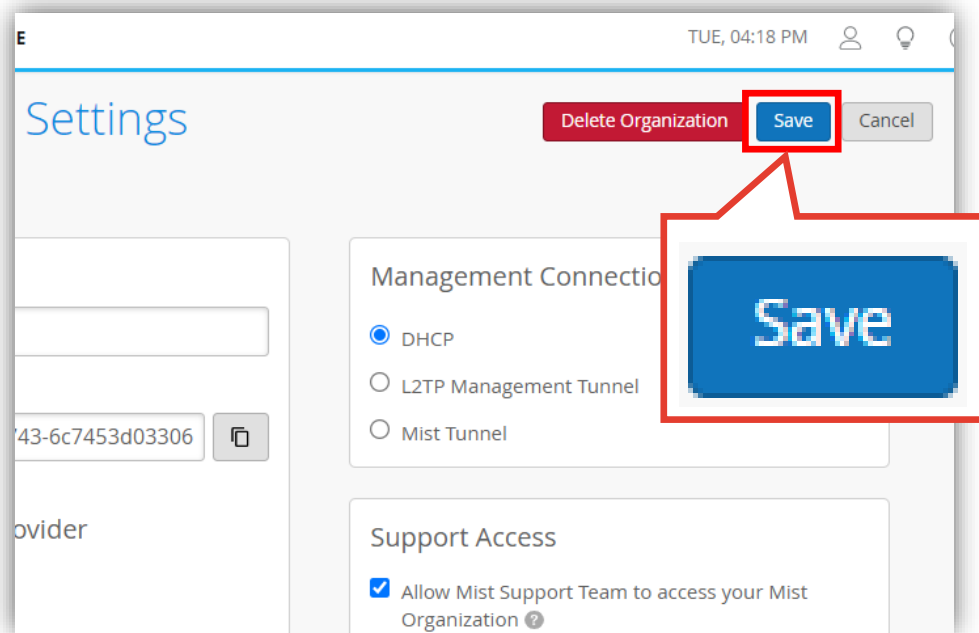 E
TUE, 04:18 PM
Settings
Delete Organization
Save
Cancel
Save
Management Connectio
DHCP
L2TP Management Tunnel
Mist Tunnel
743-6c7453d03306
ovider
Support Access
Allow Mist Support Team to access your Mist
Organization ?